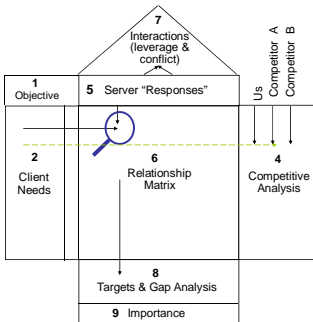 7
Interactions
(leverage &
conflict)
Us
Competitor A
Competitor B
1
Objective
5 Server “Responses”
2
Client
Needs
6
Relationship
Matrix
4
Competitive
Analysis
8
Targets & Gap Analysis
9 Importance